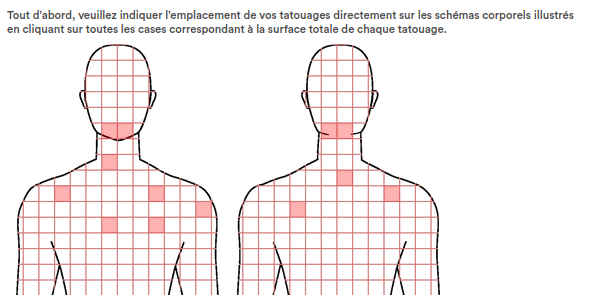 Tout d'abord, veuillez indiquer l'emplacement de vos tatouages directement sur les schémas corporels illustrés
en cliquant sur toutes les cases correspondant à la surface totale de chaque tatouage.